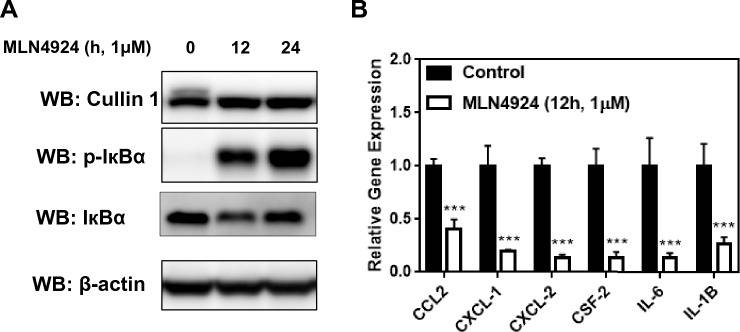 A
MLN4924 (h, 1μM) 0 12 24
WB: Cullin 1
WB: p-IκBα
WB: IκBα
WB: β-actin
B
Relative Gene Expression
2.0
1.5
1.0
0.5
0.0
Control
MLN4924 (12h, 1μM)
*** *** *** *** *** ***
CCL2 CXCL-1 CXCL-2 CSF-2 IL-6 IL-1B